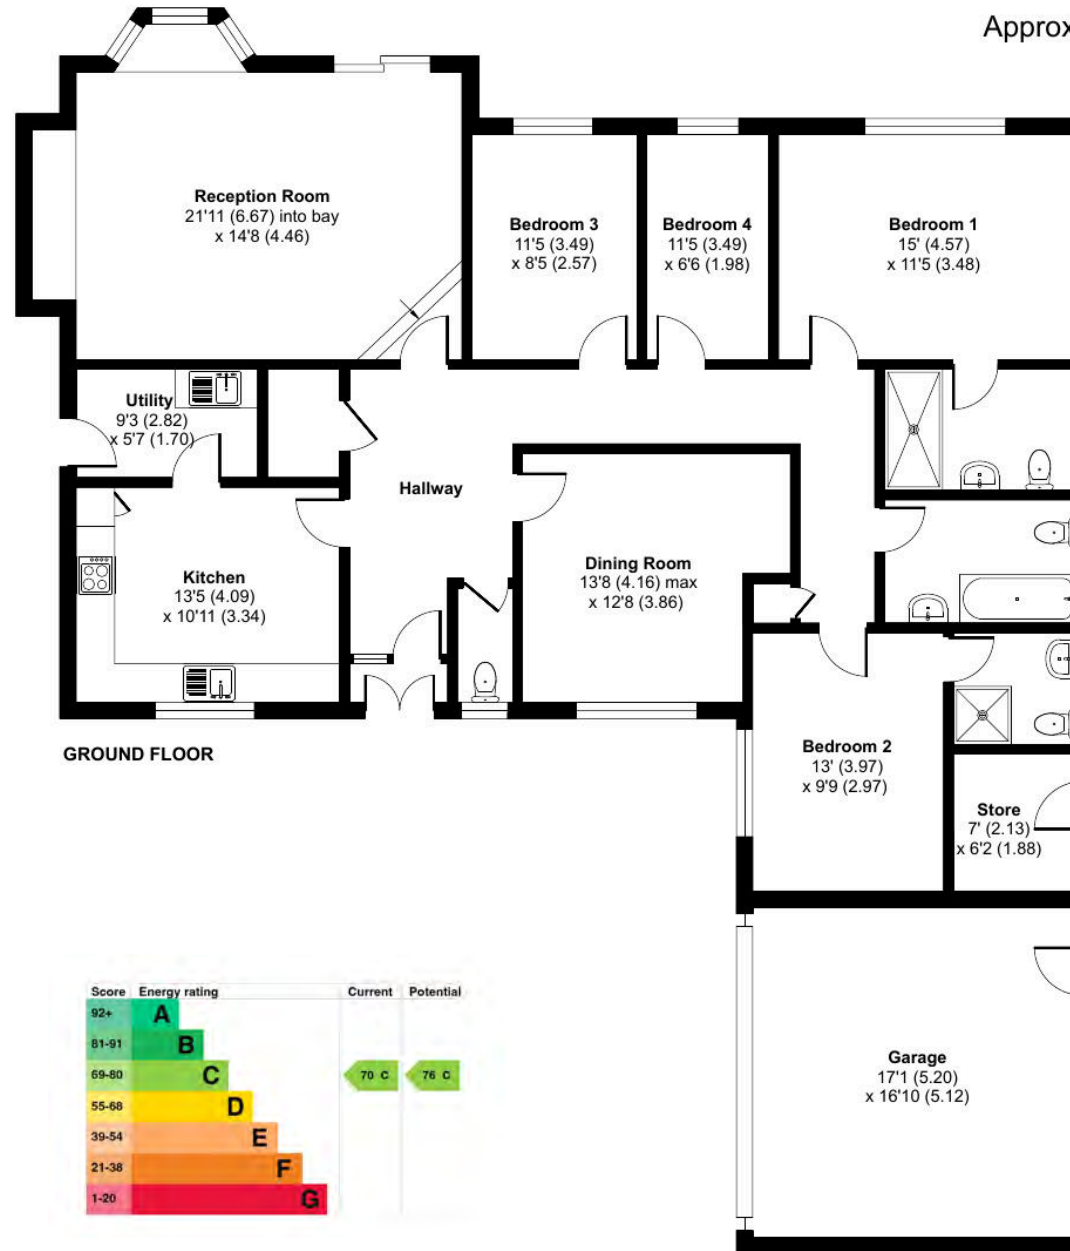 Approx
Reception Room
21'11 (6.67) into bay
x 14'8 (4.46)
Bedroom 3
11'5 (3.49)
x 8'5 (2.57)
Bedroom 4
11'5 (3.49)
x 6'6 (1.98)
Bedroom 1
15' (4.57)
x 11'5 (3.48)
Utility
9'3 (2.82)
x 5'7 (1.70)
Hallway
Kitchen
13'5 (4.09)
x 10'11 (3.34)
Dining Room
13'8 (4.16) max
x 12'8 (3.86)
GROUND FLOOR
Bedroom 2
13' (3.97)
x 9'9 (2.97)
Store
7' (2.13)
x 6'2 (1.88)
Garage
17'1 (5.20)
x 16'10 (5.12)
Score Energy rating Current Potential
92+ A
81-91 B
69-80 C 70 C 76 C
55-68 D
39-54 E
21-38 F
1-20 G